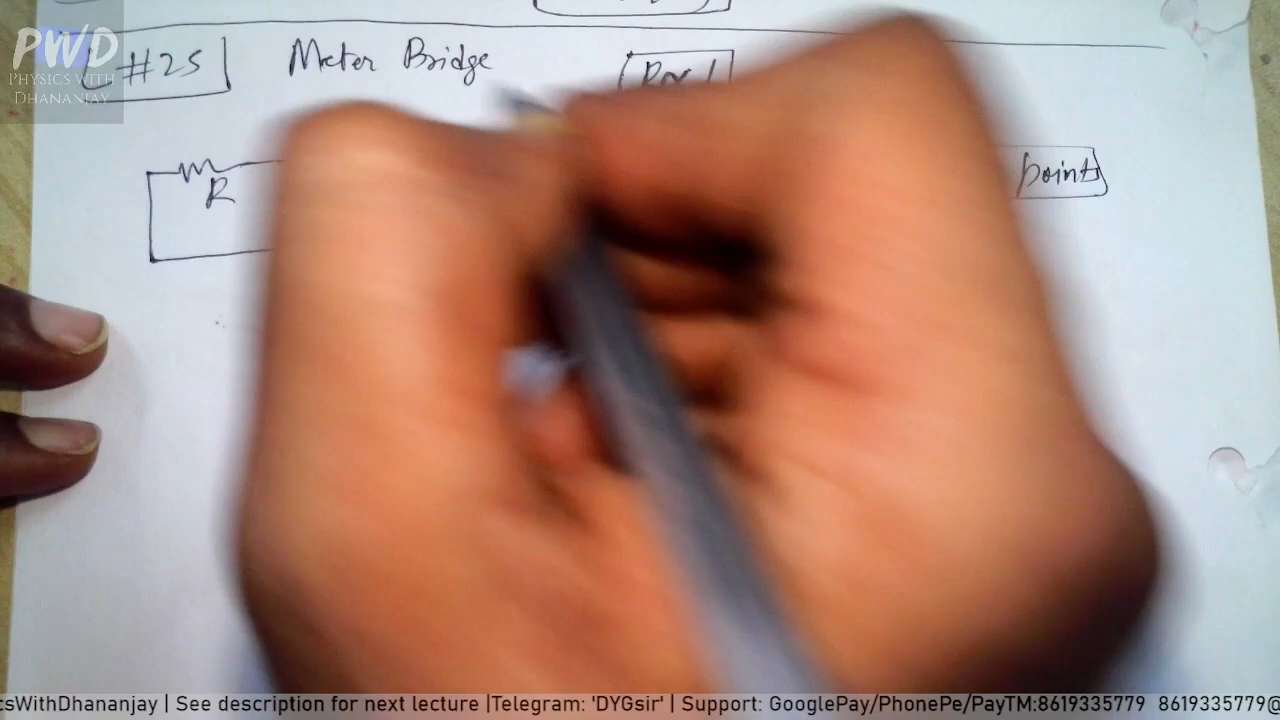 PWD
PHYSICS WITH
DHANANJAY
#25 Meter Bridge
R
point
csWithDhananjay | See description for next lecture |Telegram: 'DYGsir' | Support: GooglePay/PhonePe/PayTM:8619335779 8619335779@